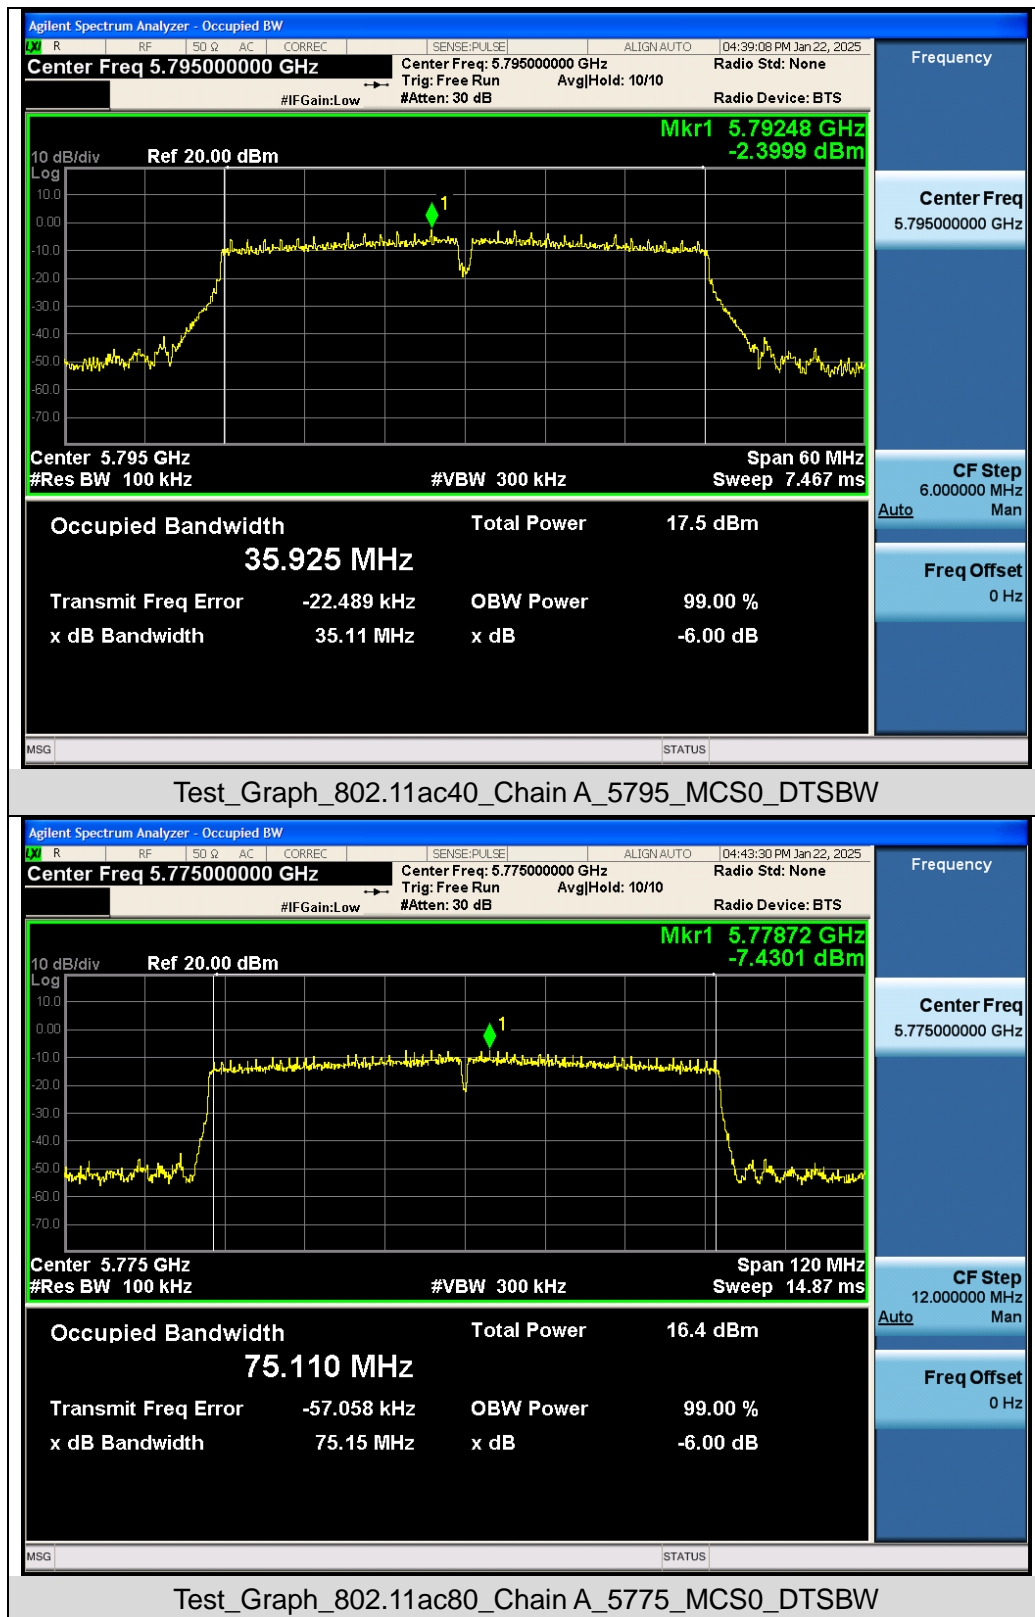 Agilent Spectrum Analyzer - Occupied BW
LXI R RF 50 Ω AC CORREC SENSE:PULSE ALIGN AUTO 04:39:08 PM Jan 22, 2025
Center Freq 5.795000000 GHz
Center Freq: 5.795000000 GHz Radio Std: None
Trig: Free Run Avg|Hold: 10/10
#IFGain:Low #Atten: 30 dB Radio Device: BTS
Frequency
Mkr1 5.79248 GHz
-2.3999 dBm
10 dB/div Ref 20.00 dBm
Log
10.0
0.00
-10.0
-20.0
-30.0
-40.0
-50.0
-60.0
-70.0
1
Center 5.795 GHz Span 60 MHz
#Res BW 100 kHz #VBW 300 kHz Sweep 7.467 ms
Center Freq
5.795000000 GHz
CF Step
6.000000 MHz
Auto Man
Freq Offset
0 Hz
Occupied Bandwidth Total Power 17.5 dBm
35.925 MHz
Transmit Freq Error -22.489 kHz OBW Power 99.00 %
x dB Bandwidth 35.11 MHz x dB -6.00 dB
MSG STATUS
Test_Graph_802.11ac40_Chain A_5795_MCS0_DTSBW
Agilent Spectrum Analyzer - Occupied BW
LXI R RF 50 Ω AC CORREC SENSE:PULSE ALIGN AUTO 04:43:30 PM Jan 22, 2025
Center Freq 5.775000000 GHz
Center Freq: 5.775000000 GHz Radio Std: None
Trig: Free Run Avg|Hold: 10/10
#IFGain:Low #Atten: 30 dB Radio Device: BTS
Frequency
Mkr1 5.77872 GHz
-7.4301 dBm
10 dB/div Ref 20.00 dBm
Log
10.0
0.00
-10.0
-20.0
-30.0
-40.0
-50.0
-60.0
-70.0
1
Center 5.775 GHz Span 120 MHz
#Res BW 100 kHz #VBW 300 kHz Sweep 14.87 ms
Center Freq
5.775000000 GHz
CF Step
12.000000 MHz
Auto Man
Freq Offset
0 Hz
Occupied Bandwidth Total Power 16.4 dBm
75.110 MHz
Transmit Freq Error -57.058 kHz OBW Power 99.00 %
x dB Bandwidth 75.15 MHz x dB -6.00 dB
MSG STATUS
Test_Graph_802.11ac80_Chain A_5775_MCS0_DTSBW